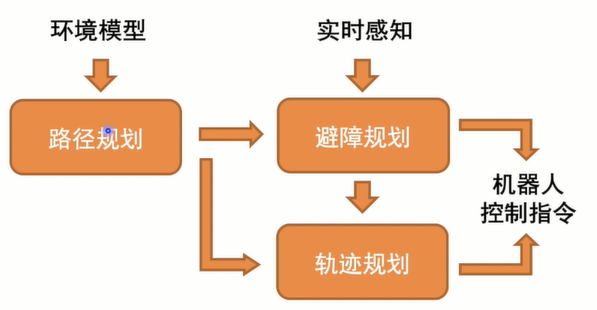 环境模型
实时感知
路径规划
避障规划
机器人
控制指令
轨迹规划